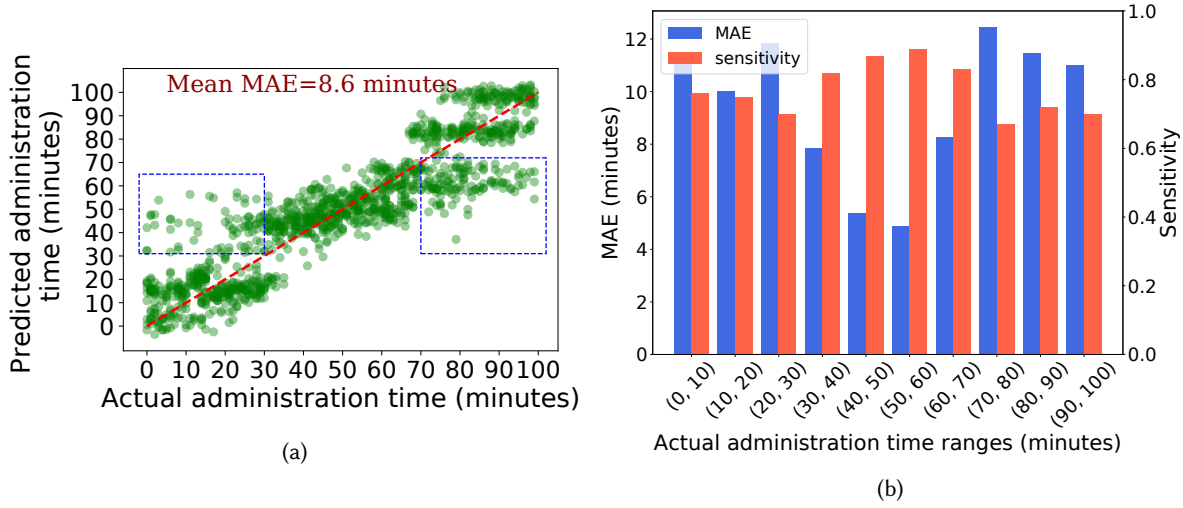 Predicted administration
time (minutes)
Mean MAE=8.6 minutes
100
90
80
70
60
50
40
30
20
10
0
0 10 20 30 40 50 60 70 80 90 100
Actual administration time (minutes)
(a)
MAE
sensitivity
MAE (minutes)
12
10
8
6
4
2
0
1.0
0.8
0.6
0.4
0.2
0.0
Sensitivity
(0, 10) (10, 20) (20, 30) (30, 40) (40, 50) (50, 60) (60, 70) (70, 80) (80, 90) (90, 100)
Actual administration time ranges (minutes)
(b)